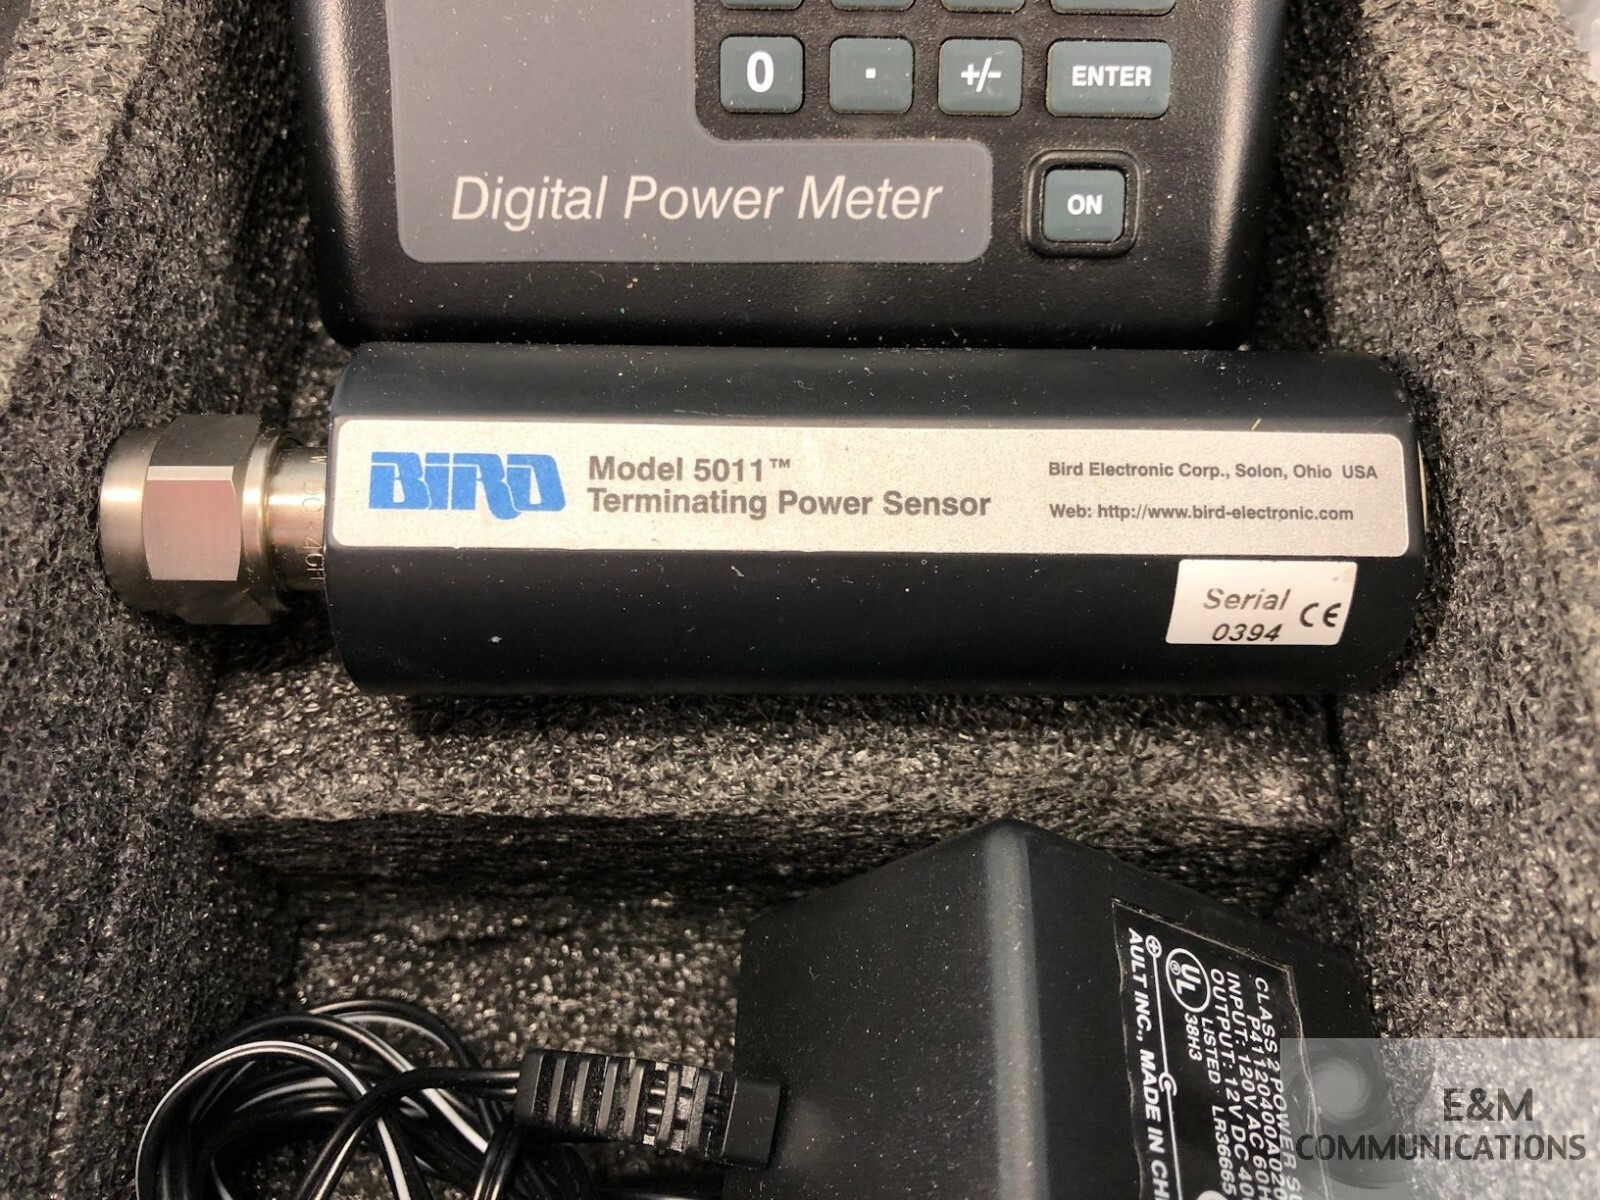 0
.
+/-
ENTER
Digital Power Meter
ON
BIRD
Model 5011™
Terminating Power Sensor
Bird Electronic Corp., Solon, Ohio USA
Web: http://www.bird-electronic.com
Serial
0394
CE
CLASS 2 POWER
INPUT: 120V AC 60H
OUTPUT: 12V DC 40
LISTED
UL
®
38H3
AULT INC., MADE IN CH
E&M
COMMUNICATIONS